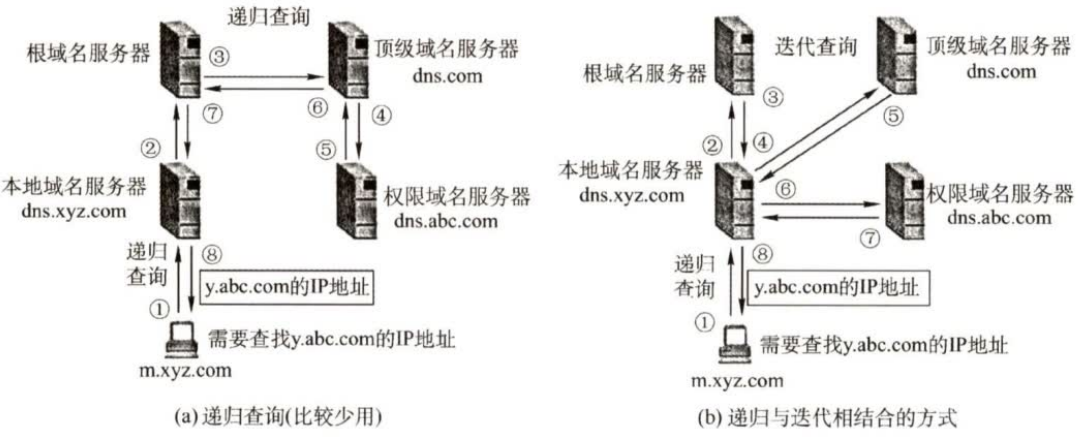 递归查询
根域名服务器
③
顶级域名服务器
dns.com
⑦
⑥
④
②
⑤
本地域名服务器
dns.xyz.com
权限域名服务器
dns.abc.com
递归
查询
⑧
y.abc.com的IP地址
①
需要查找y.abc.com的IP地址
m.xyz.com
(a) 递归查询(比较少用)
迭代查询
顶级域名服务器
dns.com
根域名服务器
③
⑤
②
④
本地域名服务器
dns.xyz.com
⑥
权限域名服务器
dns.abc.com
⑦
递归
查询
⑧
y.abc.com的IP地址
①
需要查找y.abc.com的IP地址
m.xyz.com
(b) 递归与迭代相结合的方式